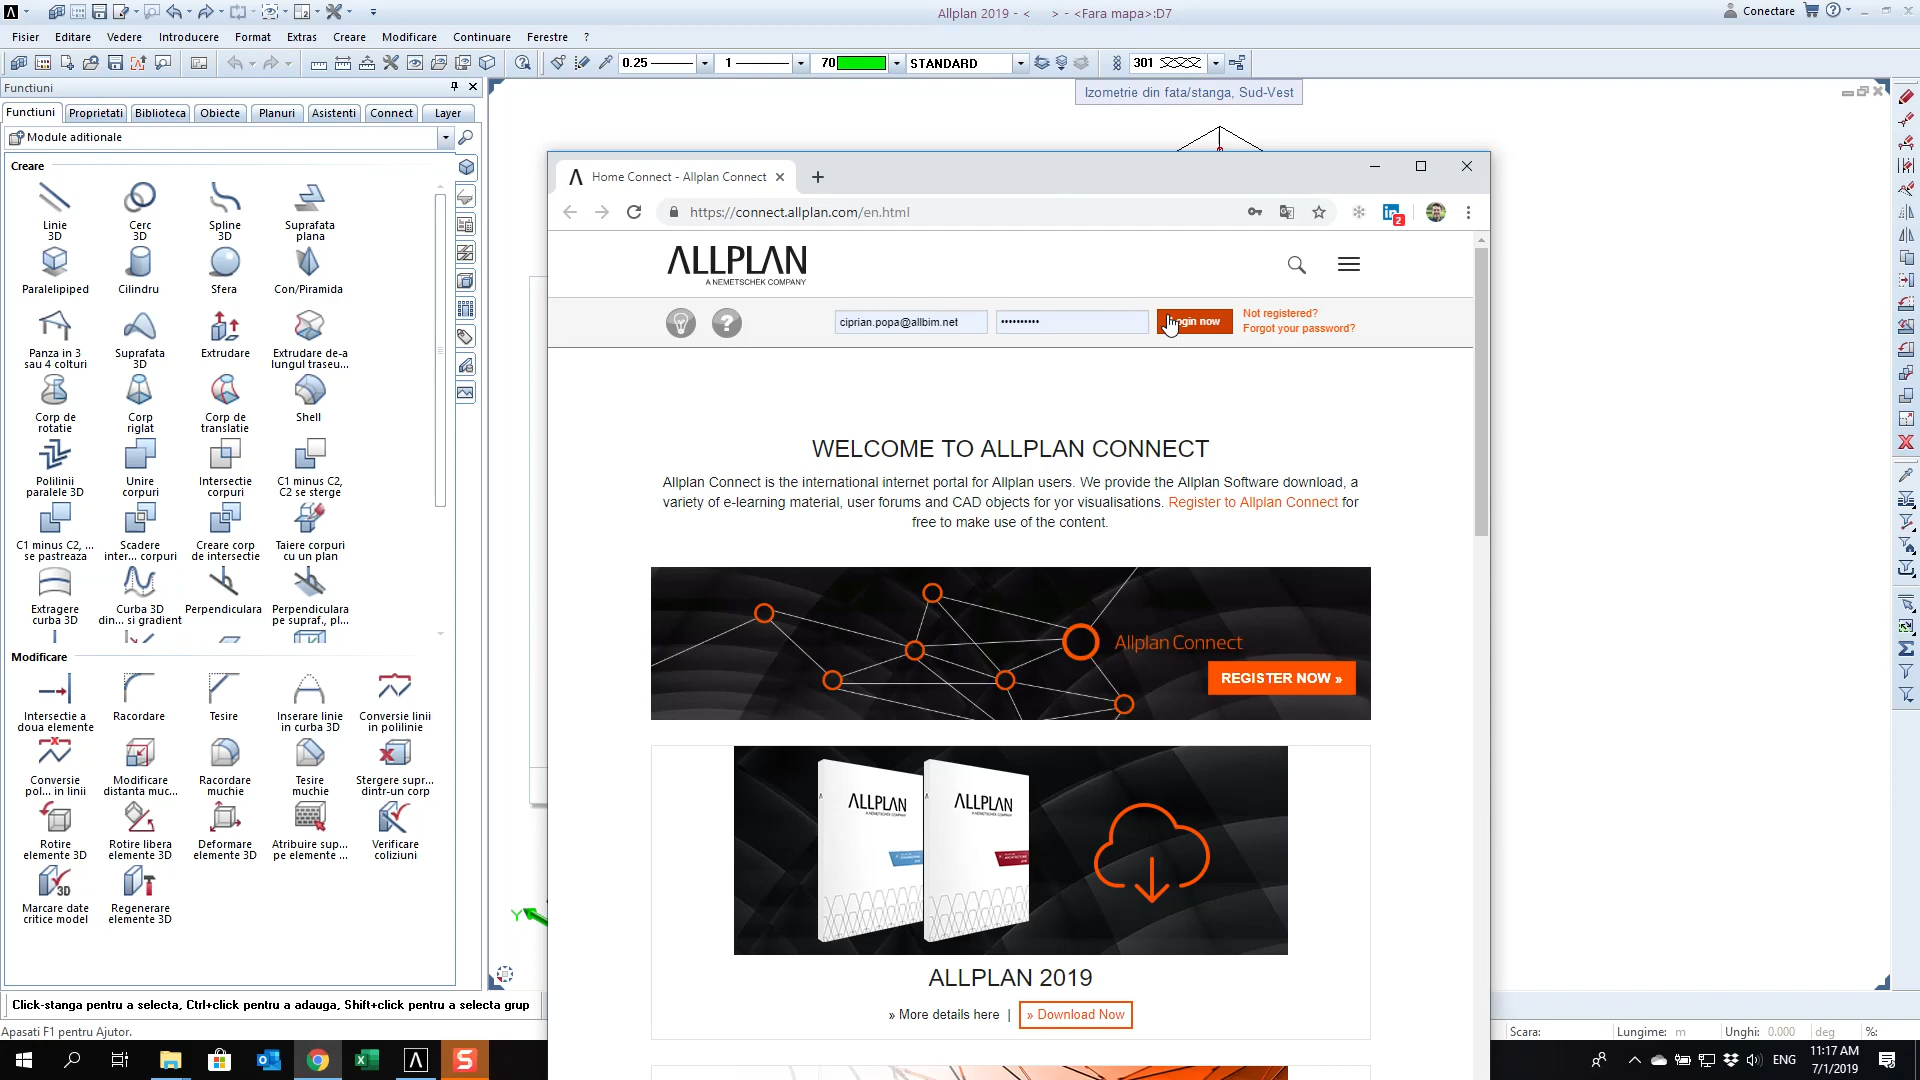 Allplan 2019 - < > - <Fara mapa>:D7
Conectare
Fisier Editare Vedere Introducere Format Extras Creare Modificare Continuare Ferestre ?
0.25 1 70 STANDARD 301
Functiuni
Functiuni Proprietati Biblioteca Obiecte Planuri Asistenti Connect Layer
Module aditionale
Izometrie din fata/stanga, Sud-Vest
Creare
Linie 3D
Cerc 3D
Spline 3D
Suprafata plana
Paralelipiped
Cilindru
Sfera
Con/Piramida
Panza in 3 sau 4 colturi
Suprafata 3D
Extrudare
Extrudare de-a lungul traseu...
Corp de rotatie
Corp riglat
Corp de translatie
Shell
Polilinii paralele 3D
Unire corpuri
Intersectie corpuri
C1 minus C2, C2 se sterge
C1 minus C2, ... se pastreaza
Scadere inter... corpuri
Creare corp de intersectie
Taiere corpuri cu un plan
Extragere curba 3D
Curba 3D din... si gradient
Perpendiculara
Perpendiculara pe supraf., pl...
Modificare
Intersectie a doua elemente
Racordare
Tesire
Inserare linie in curba 3D
Conversie linii in polilinie
Conversie pol... in linii
Modificare distanta muc...
Racordare muchie
Tesire muchie
Stergere supr... dintr-un corp
Rotire elemente 3D
Rotire libera elemente 3D
Deformare elemente 3D
Atribuire sup... pe elemente ...
Verificare coliziuni
Marcare date critice model
Regenerare elemente 3D
Click-stanga pentru a selecta, Ctrl+click pentru a adauga, Shift+click pentru a selecta grup
Apasati F1 pentru Ajutor.
Home Connect - Allplan Connect
https://connect.allplan.com/en.html
2
ALLPLAN
A NEMETSCHEK COMPANY
ciprian.popa@allbim.net
now
Not registered?
Forgot your password?
WELCOME TO ALLPLAN CONNECT
Allplan Connect is the international internet portal for Allplan users. We provide the Allplan Software download, a
variety of e-learning material, user forums and CAD objects for yor visualisations. Register to Allplan Connect for
free to make use of the content.
Allplan Connect
REGISTER NOW »
ALLPLAN
A NEMETSCHEK COMPANY
ALLPLAN
A NEMETSCHEK COMPANY
ALLPLAN 2019
» More details here | » Download Now
Y
Scara: Lungime: m Unghi: 0.000 deg %:
ENG
11:17 AM
7/1/2019